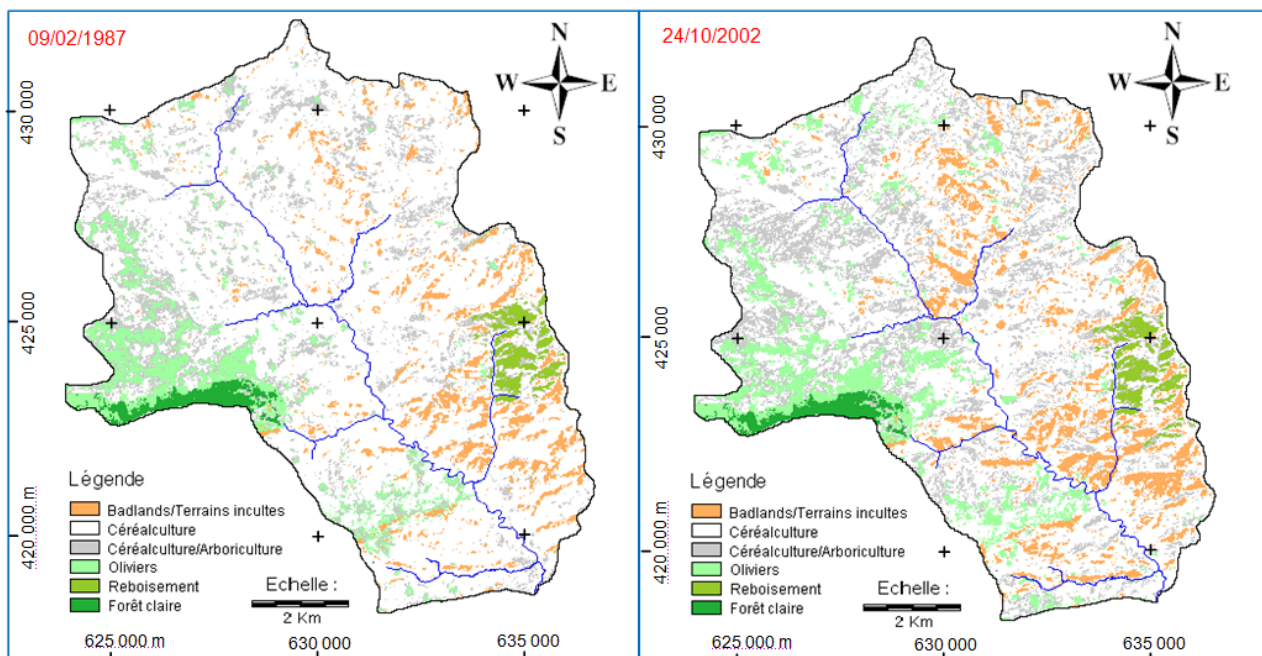 09/02/1987
N
W
E
S
430 000
425 000
420 000 m
Légende
Badlands/Terrains incultes
Céréalculture
Céréalculture/Arboriculture
Oliviers
Reboisement
Forêt claire
Echelle :
2 Km
625 000 m
630 000
635 000
24/10/2002
N
W
E
S
430 000
425 000
420 000 m
Légende
Badlands/Terrains incultes
Céréalculture
Céréalculture/Arboriculture
Oliviers
Reboisement
Forêt claire
Echelle :
2 Km
625 000 m
630 000
635 000